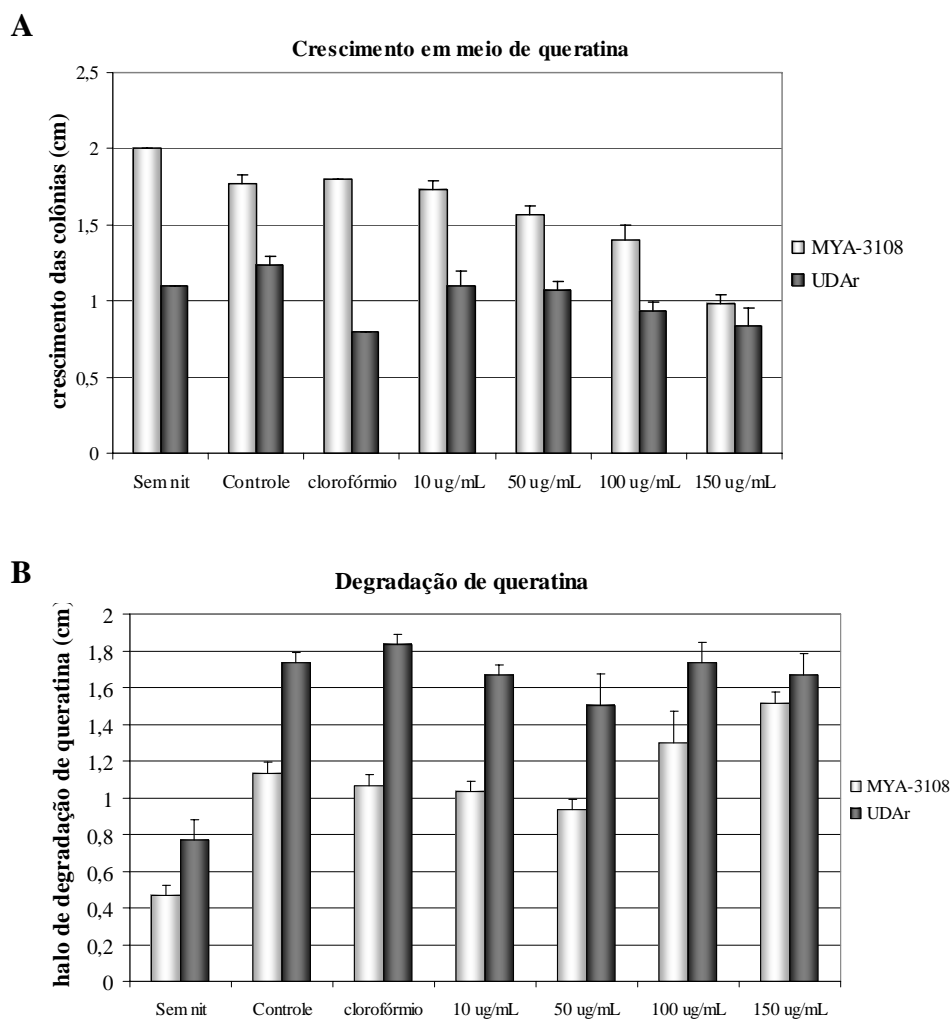 A
Crescimento em meio de queratina
crescimento das colônias (cm)
2,5
2
1,5
1
0,5
0
Sem nit Controle clorofórmio 10 ug/mL 50 ug/mL 100 ug/mL 150 ug/mL
MYA-3108
UDAr
B
Degradação de queratina
halo de degradação de queratina (cm)
2
1,8
1,6
1,4
1,2
1
0,8
0,6
0,4
0,2
0
Sem nit Controle clorofórmio 10 ug/mL 50 ug/mL 100 ug/mL 150 ug/mL
MYA-3108
UDAr